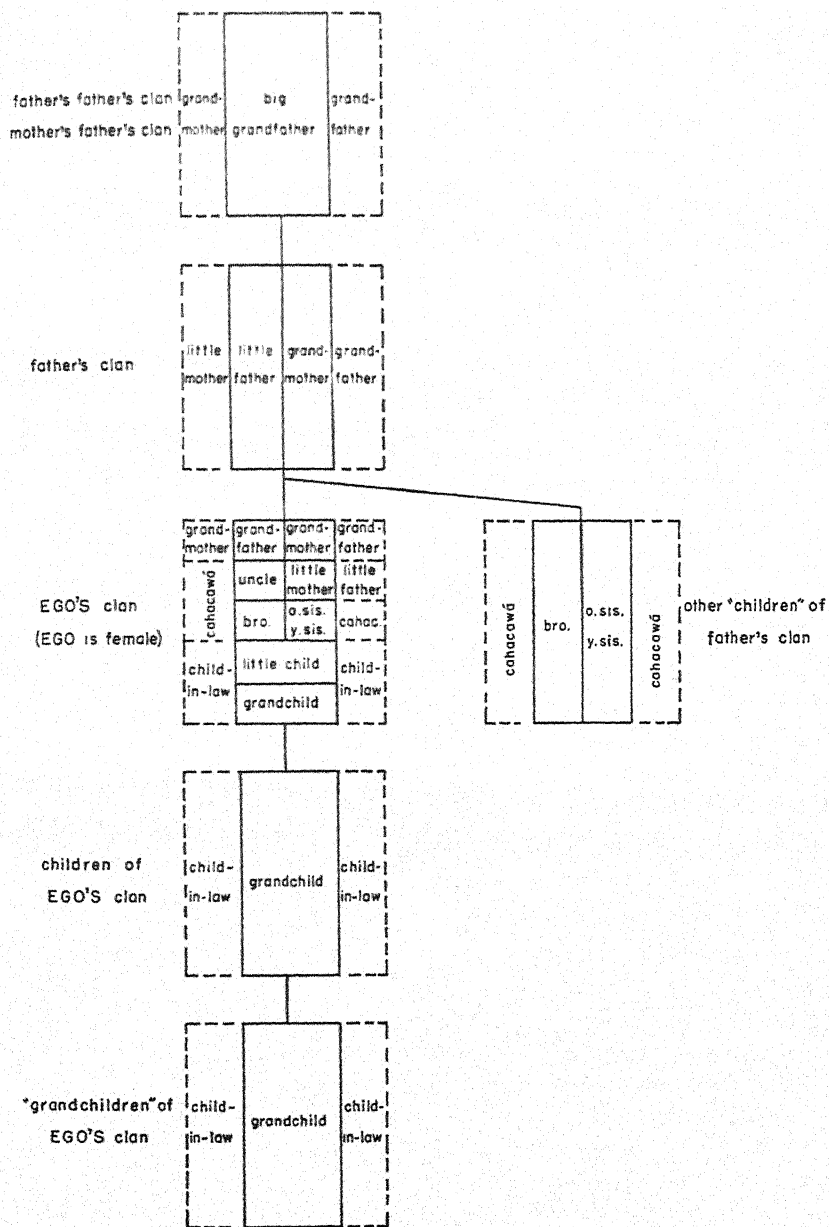 father's father's clan grand- big grand-
mother's father's clan mother grandfather father
father's clan
little little grand- grand-
mother father mother father
grand- grand- grand- grand-
mother father mother father
cahacawá
uncle little little
mother father
bro. o.sis. cahac.
y.sis.
EGO'S clan
(EGO is female)
child- little child child-
in-law in-law
grandchild
cahacawá
bro. o.sis.
y.sis.
cahacawá
other "children" of
father's clan
children of
EGO'S clan
child- grandchild child-
in-law in-law
"grandchildren" of
EGO'S clan
child- grandchild child-
in-law in-law